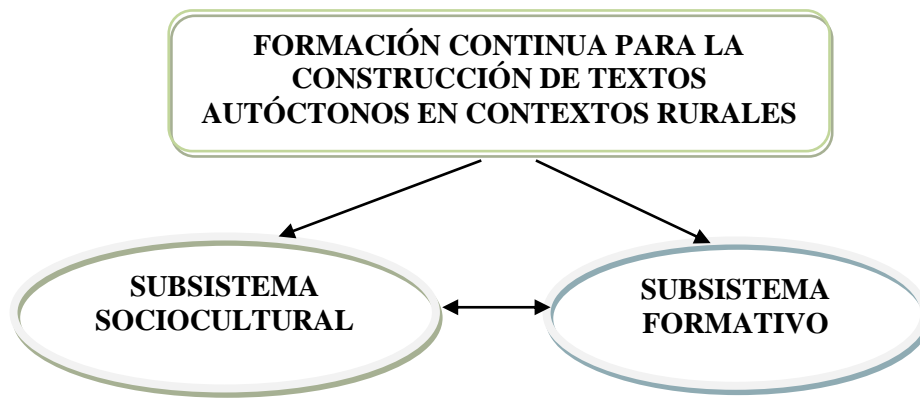 FORMACIÓN CONTINUA PARA LA
CONSTRUCCIÓN DE TEXTOS
AUTÓCTONOS EN CONTEXTOS RURALES
SUBSISTEMA
SOCIOCULTURAL
SUBSISTEMA
FORMATIVO